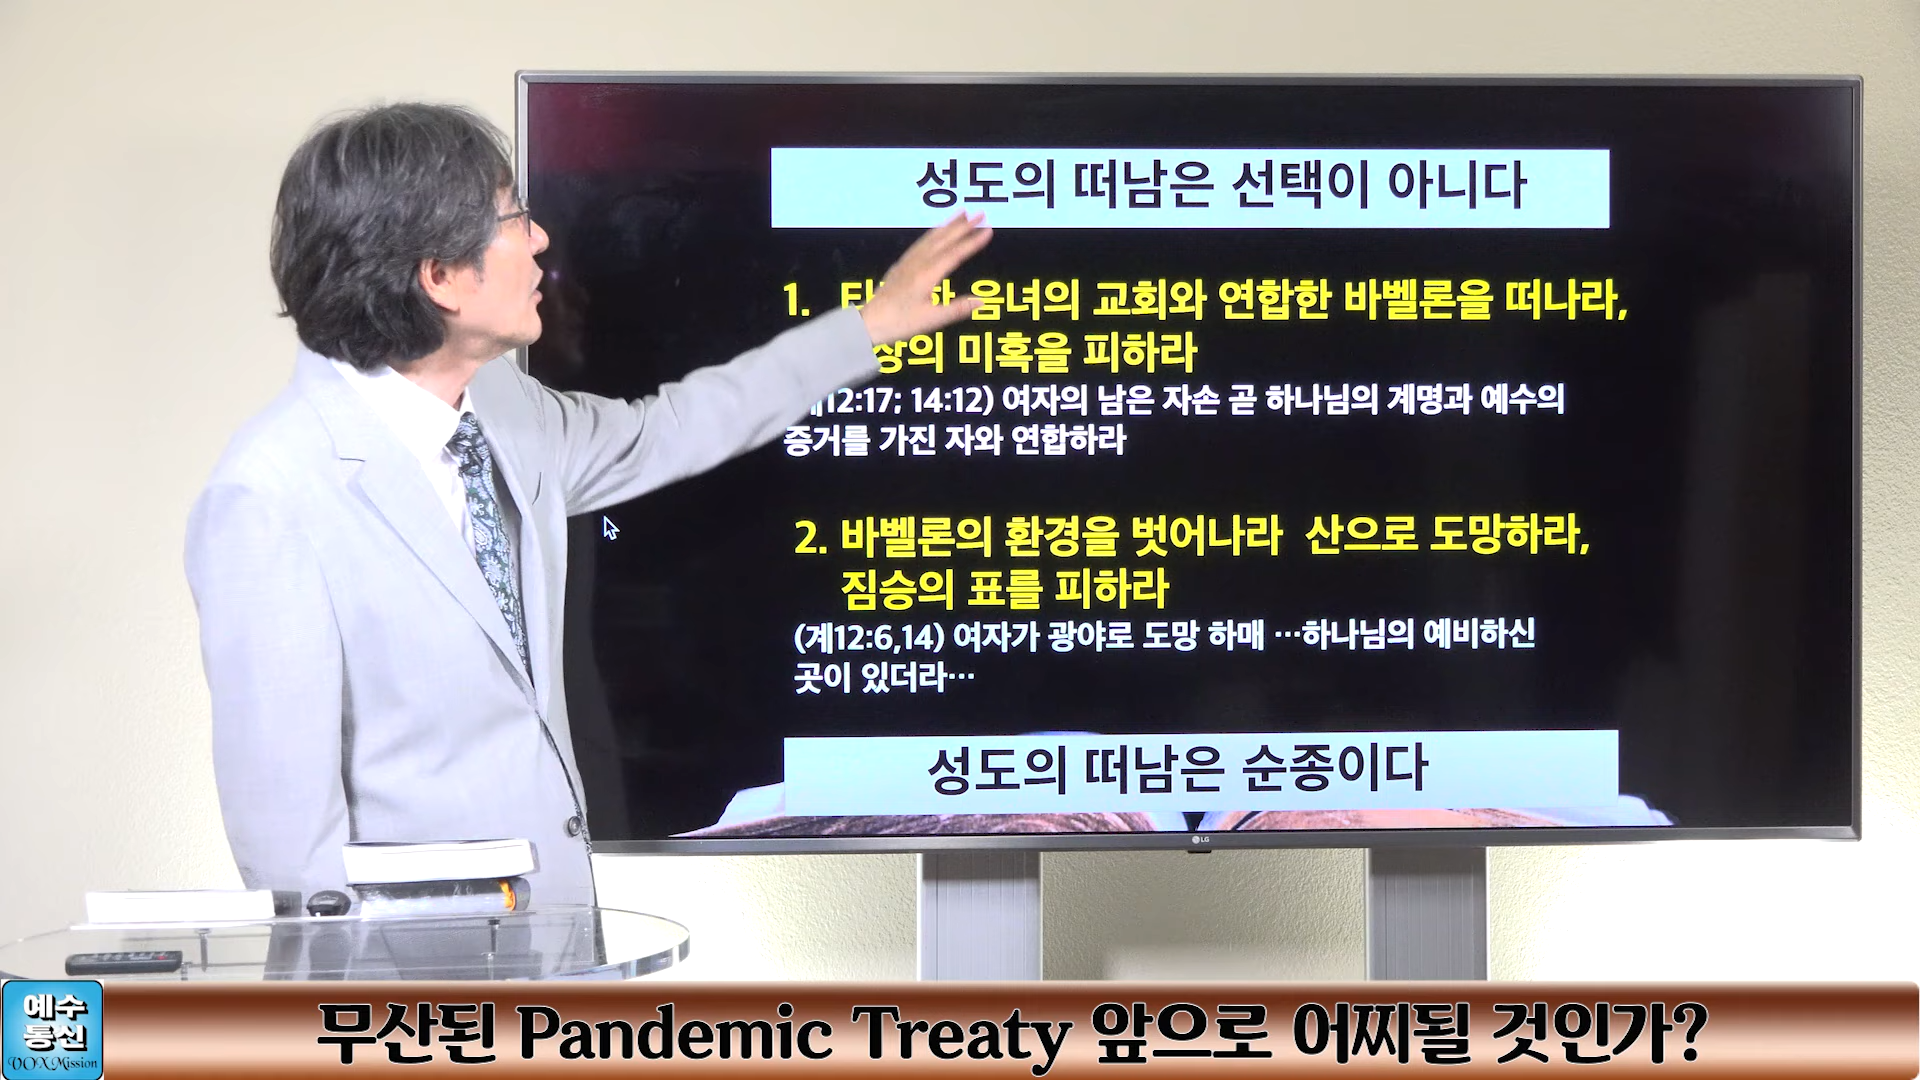 성도의 떠남은 선택이 아니다
1. 음녀의 교회와 연합한 바벨론을 떠나라,
미혹을 피하라
12:17; 14:12) 여자의 남은 자손 곧 하나님의 계명과 예수의
증거를 가진 자와 연합하라
2. 바벨론의 환경을 벗어나라 산으로 도망하라,
짐승의 표를 피하라
(계12:6,14) 여자가 광야로 도망 하매 …하나님의 예비하신
곳이 있더라…
성도의 떠남은 순종이다
LG
예수
통신
VOX Mission
무산된 Pandemic Treaty 앞으로 어찌될 것인가?